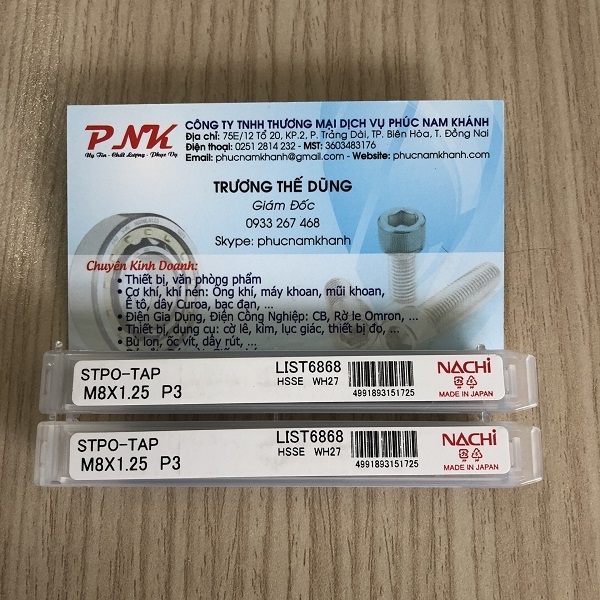 PNK
Uy Tín - Chất Lượng - Phục Vụ
CÔNG TY TNHH THƯƠNG MẠI DỊCH VỤ PHÚC NAM KHÁNH
Địa chỉ: 75E/12 Tổ 20, KP.2, P. Trảng Dài, TP. Biên Hòa, T. Đồng Nai
Điện thoại: 0251 2814 232 - MST: 3603483176
Email: phucnamkhanh@gmail.com - Website: phucnamkhanh.com
TRƯƠNG THẾ DŨNG
Giám Đốc
0933 267 468
Skype: phucnamkhanh
Chuyên Kinh Doanh:
• Thiết bị, văn phòng phẩm
• Cơ khí, khí nén: Ống khí, máy khoan, mũi khoan,
Ê tô, dây Curoa, bạc đạn, ...
• Điện Gia Dụng, Điện Công Nghiệp: CB, Rờ le Omron, ...
• Thiết bị, dụng cụ: cờ lê, kìm, lục giác, thiết bị đo, ...
• Bu lon, ốc vít, dây rút, ...
STPO-TAP
M8X1.25 P3
LIST6868
HSSE WH27
4991893151725
NACHi
MADE IN JAPAN
STPO-TAP
M8X1.25 P3
LIST6868
HSSE WH27
4991893151725
NACHi
MADE IN JAPAN